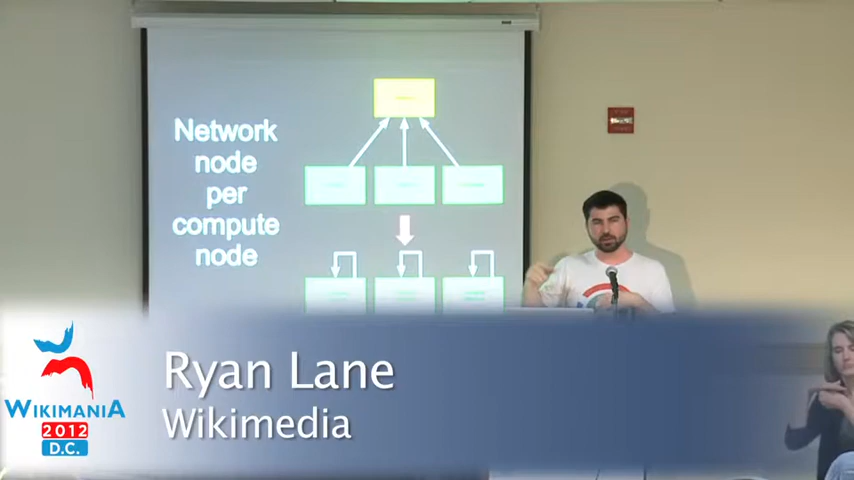 Network
node
per
compute
node
Ryan Lane
Wikimedia
WIKIMANIA
2012
D.C.